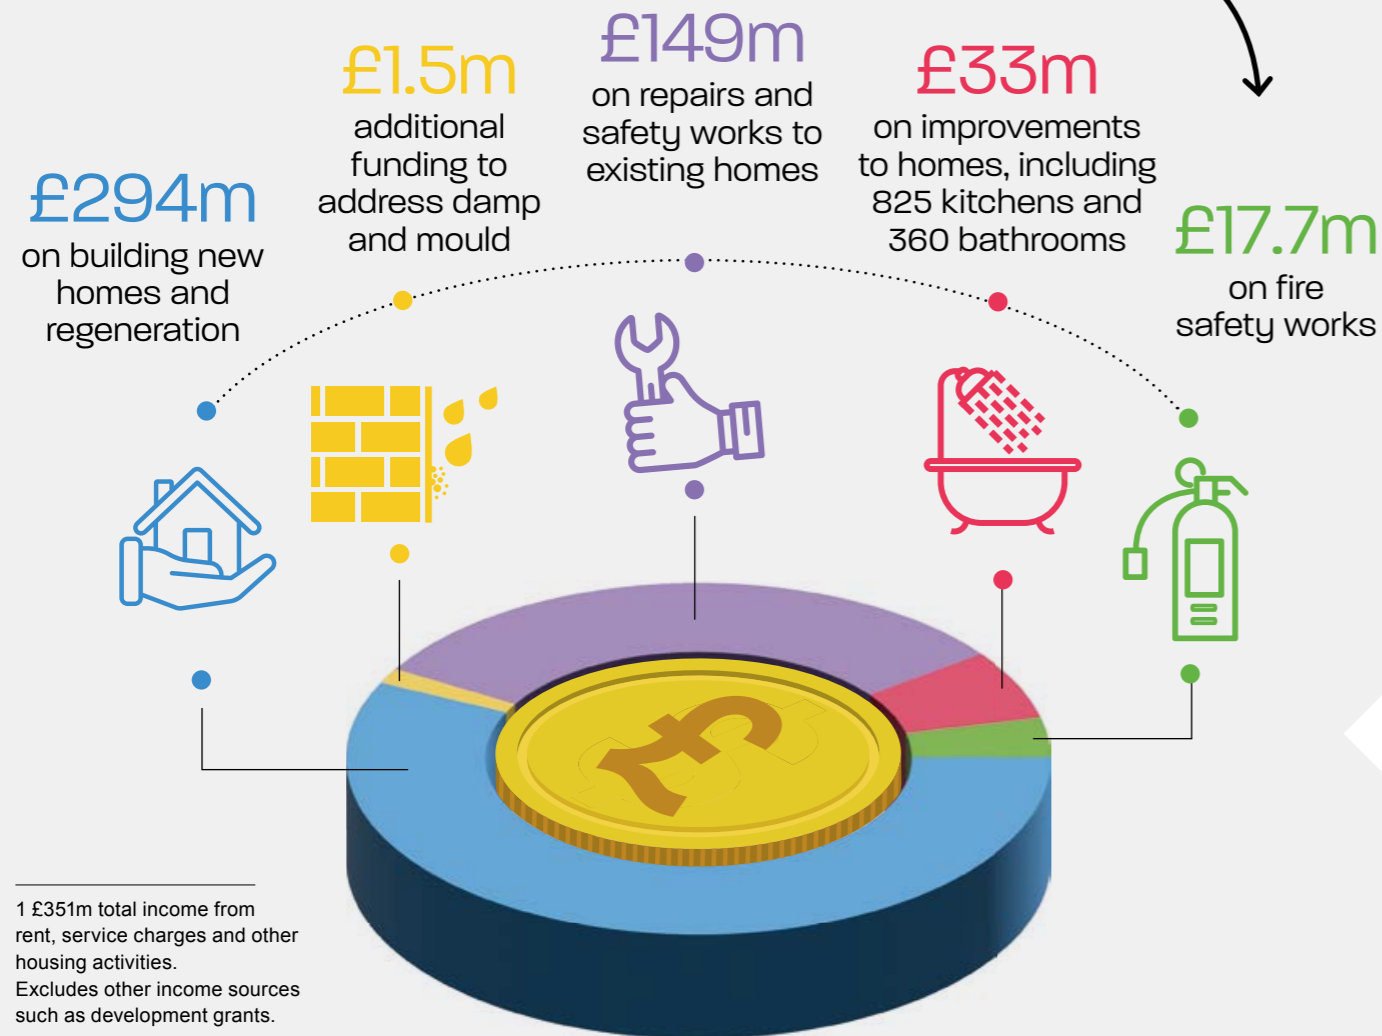 £294m
on building new
homes and
regeneration
£1.5m
additional
funding to
address damp
and mould
£149m
on repairs and
safety works to
existing homes
£33m
on improvements
to homes, including
825 kitchens and
360 bathrooms
£17.7m
on fire
safety works
£
1 £351m total income from
rent, service charges and other
housing activities.
Excludes other income sources
such as development grants.